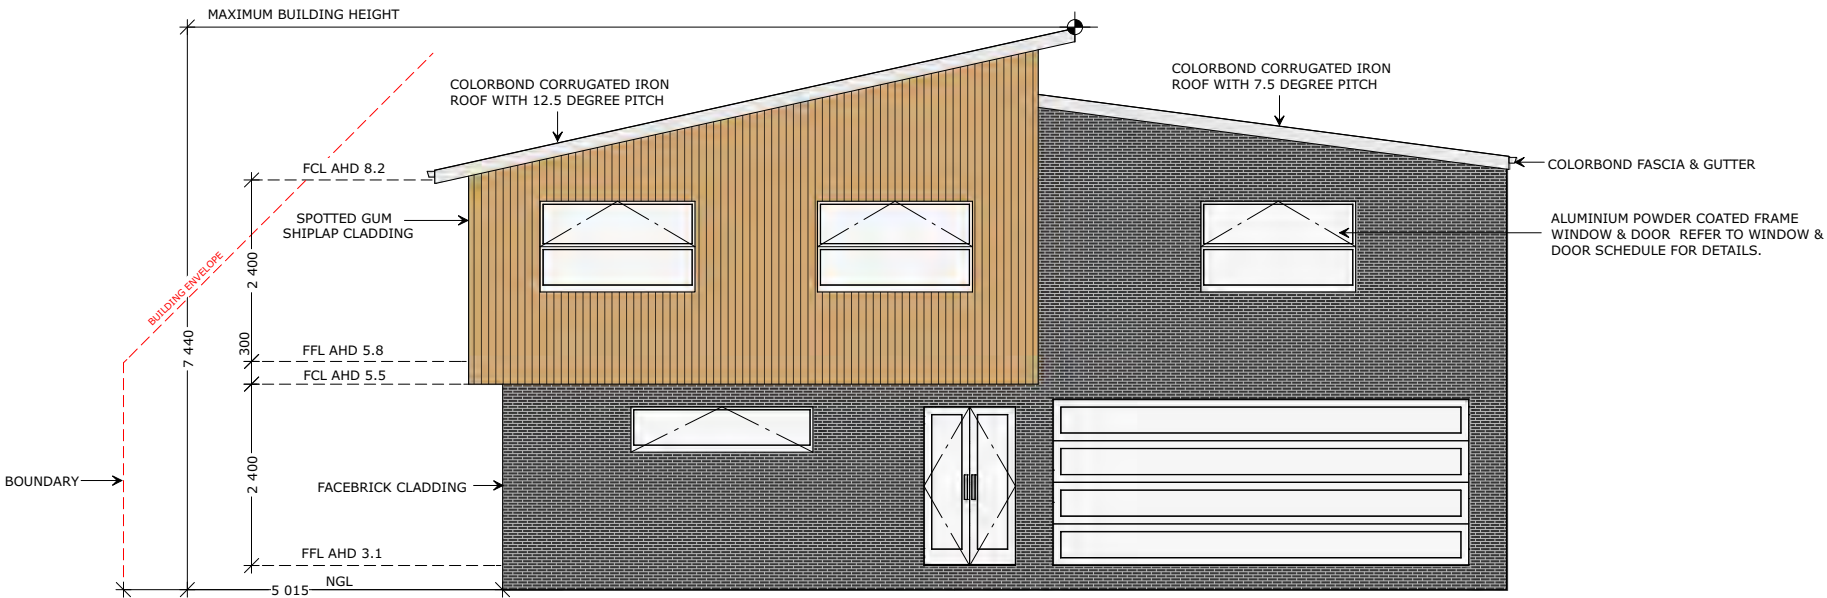 MAXIMUM BUILDING HEIGHT
COLORBOND CORRUGATED IRON
ROOF WITH 12.5 DEGREE PITCH
COLORBOND CORRUGATED IRON
ROOF WITH 7.5 DEGREE PITCH
FCL AHD 8.2
COLORBOND FASCIA & GUTTER
SPOTTED GUM
SHIPLAP CLADDING
ALUMINIUM POWDER COATED FRAME
WINDOW & DOOR REFER TO WINDOW &
DOOR SCHEDULE FOR DETAILS.
BUILDING ENVELOPE
2 400
7 440
300
FFL AHD 5.8
FCL AHD 5.5
2 400
BOUNDARY
FACEBRICK CLADDING
FFL AHD 3.1
NGL
5 015